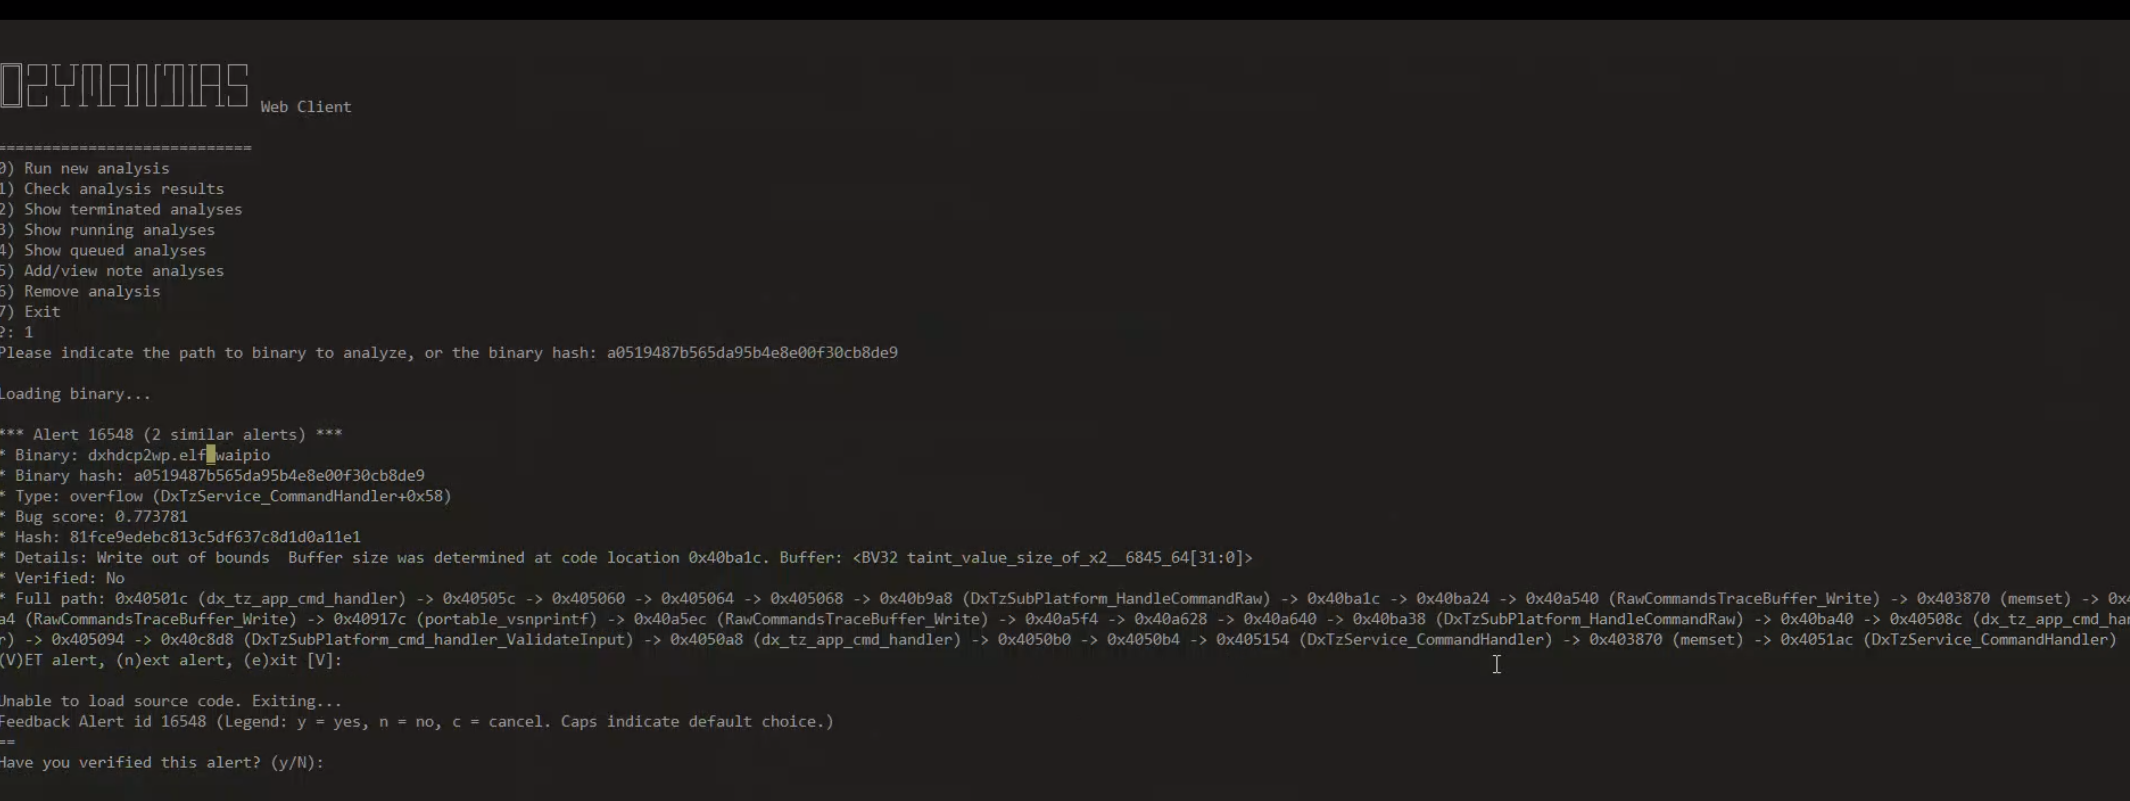 OZYMANDIAS Web Client
============================
0) Run new analysis
1) Check analysis results
2) Show terminated analyses
3) Show running analyses
4) Show queued analyses
5) Add/view note analyses
6) Remove analysis
7) Exit
?: 1
Please indicate the path to binary to analyze, or the binary hash: a0519487b565da95b4e8e00f30cb8de9
Loading binary...
*** Alert 16548 (2 similar alerts) ***
* Binary: dxhdcp2wp.elf waipio
* Binary hash: a0519487b565da95b4e8e00f30cb8de9
* Type: overflow (DxTzService_CommandHandler+0x58)
* Bug score: 0.773781
* Hash: 81fce9edebc813c5df637c8d1d0a11e1
* Details: Write out of bounds  Buffer size was determined at code location 0x40ba1c. Buffer: <BV32 taint_value_size_of_x2__6845_64[31:0]>
* Verified: No
* Full path: 0x40501c (dx_tz_app_cmd_handler) -> 0x40505c -> 0x405060 -> 0x405064 -> 0x405068 -> 0x40b9a8 (DxTzSubPlatform_HandleCommandRaw) -> 0x40ba1c -> 0x40ba24 -> 0x40a540 (RawCommandsTraceBuffer_Write) -> 0x403870 (memset) -> 0x4
a4 (RawCommandsTraceBuffer_Write) -> 0x40917c (portable_vsnprintf) -> 0x40a5ec (RawCommandsTraceBuffer_Write) -> 0x40a5f4 -> 0x40a628 -> 0x40a640 -> 0x40ba38 (DxTzSubPlatform_HandleCommandRaw) -> 0x40ba40 -> 0x40508c (dx_tz_app_cmd_ha
r) -> 0x405094 -> 0x40c8d8 (DxTzSubPlatform_cmd_handler_ValidateInput) -> 0x4050a8 (dx_tz_app_cmd_handler) -> 0x4050b0 -> 0x4050b4 -> 0x405154 (DxTzService_CommandHandler) -> 0x403870 (memset) -> 0x4051ac (DxTzService_CommandHandler)
(V)ET alert, (n)ext alert, (e)xit [V]:
Unable to load source code. Exiting...
Feedback Alert id 16548 (Legend: y = yes, n = no, c = cancel. Caps indicate default choice.)
==
Have you verified this alert? (y/N):